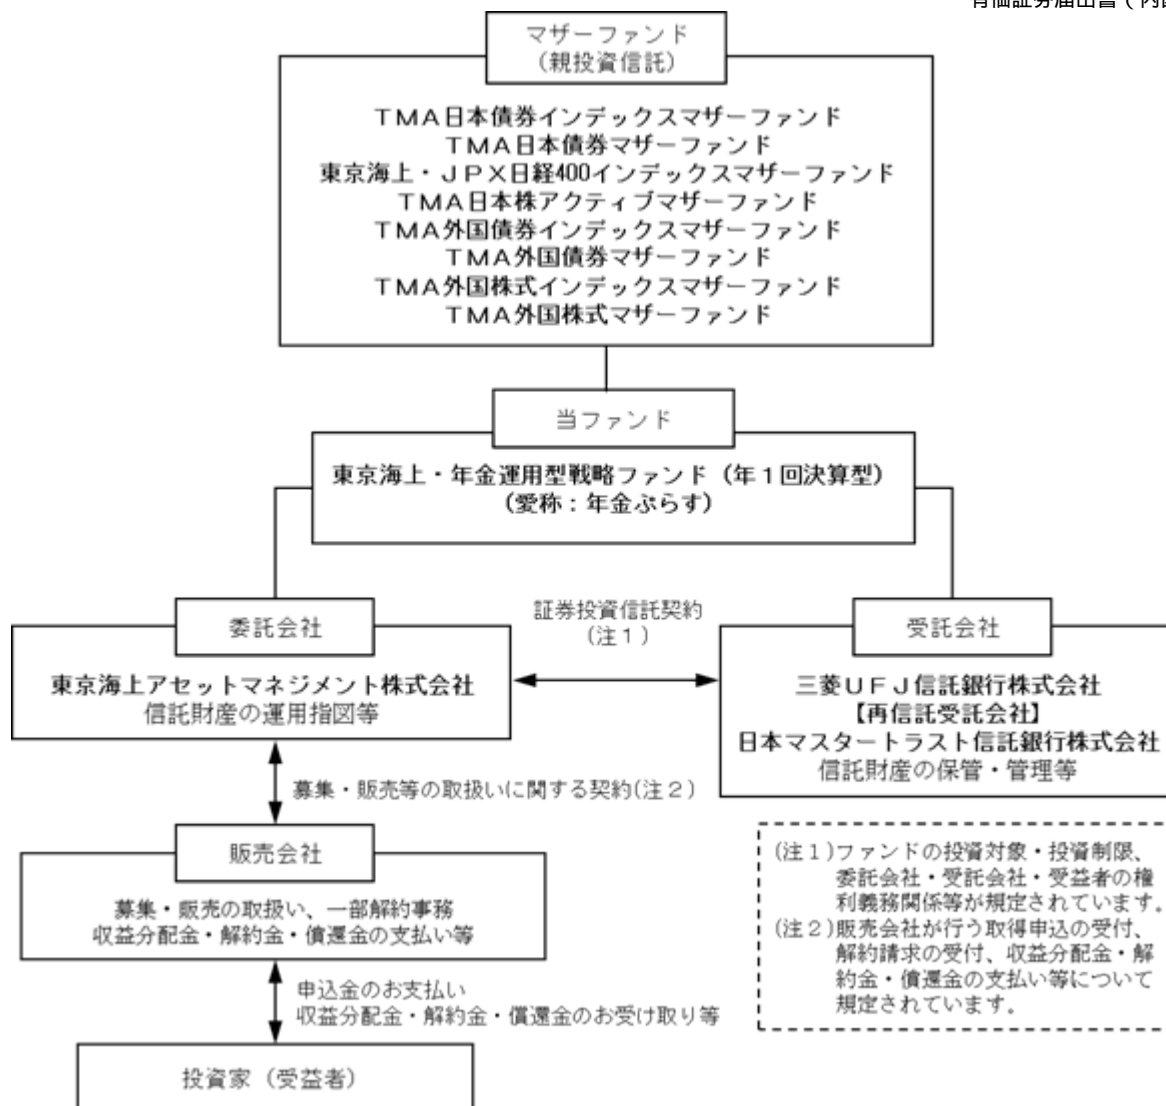 有価証券届出書（内国
マザーファンド
（親投資信託）
ＴＭＡ日本債券インデックスマザーファンド
ＴＭＡ日本債券マザーファンド
東京海上・ＪＰＸ日経400インデックスマザーファンド
ＴＭＡ日本株アクティブマザーファンド
ＴＭＡ外国債券インデックスマザーファンド
ＴＭＡ外国債券マザーファンド
ＴＭＡ外国株式インデックスマザーファンド
ＴＭＡ外国株式マザーファンド
当ファンド
東京海上・年金運用型戦略ファンド（年１回決算型）
（愛称：年金ぷらす）
委託会社
東京海上アセットマネジメント株式会社
信託財産の運用指図等
証券投資信託契約
（注１）
受託会社
三菱ＵＦＪ信託銀行株式会社
【再信託受託会社】
日本マスタートラスト信託銀行株式会社
信託財産の保管・管理等
募集・販売等の取扱いに関する契約(注２)
販売会社
募集・販売の取扱い、一部解約事務
収益分配金・解約金・償還金の支払い等
申込金のお支払い
収益分配金・解約金・償還金のお受け取り等
投資家（受益者）
(注１)ファンドの投資対象・投資制限、
委託会社・受託会社・受益者の権
利義務関係等が規定されています。
(注２)販売会社が行う取得申込の受付、
解約請求の受付、収益分配金・解
約金・償還金の支払い等について
規定されています。